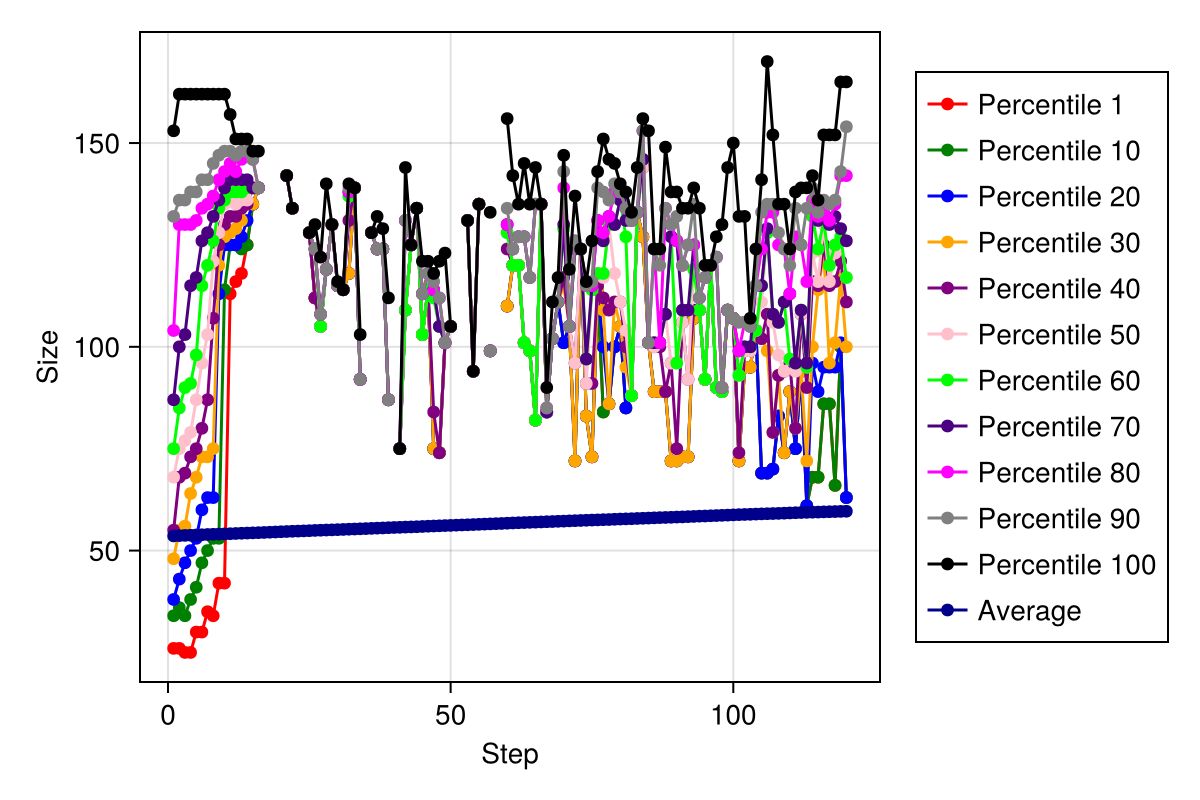 150
100
50
Size
0
50
100
Step
Percentile 1
Percentile 10
Percentile 20
Percentile 30
Percentile 40
Percentile 50
Percentile 60
Percentile 70
Percentile 80
Percentile 90
Percentile 100
Average